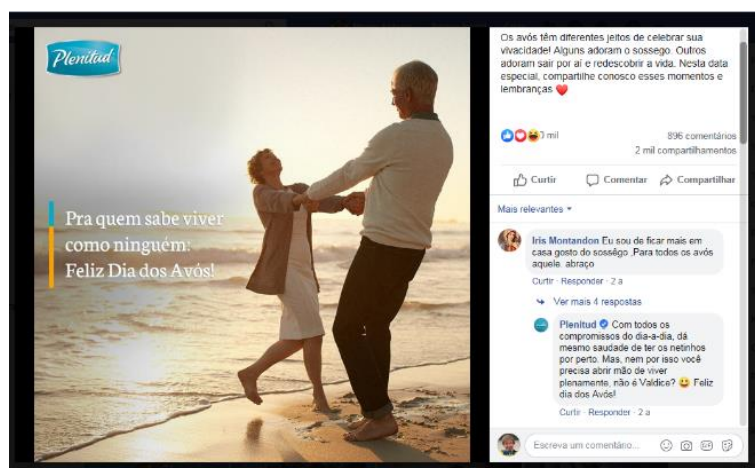 Plenitud
Pra quem sabe viver
como ninguém:
Feliz Dia dos Avós!
Os avós têm diferentes jeitos de celebrar sua
vivacidade! Alguns adoram o sossego. Outros
adoram sair por aí e redescobrir a vida. Nesta data
especial, compartilhe conosco esses momentos e
lembranças ❤️
mil
896 comentários
2 mil compartilhamentos
Curtir Comentar Compartilhar
Mais relevantes
Iris Montandon Eu sou de ficar mais em
casa gosto do sossêgo ,Para todos os avós
aquele. abraço
Curtir · Responder · 2 a
Ver mais 4 respostas
Plenitud Com todos os
compromissos do dia-a-dia, dá
mesmo saudade de ter os netinhos
por perto. Mas, nem por isso você
precisa abrir mão de viver
plenamente, não é Valdice? 😃 Feliz
dia dos Avós!
Curtir · Responder · 2 a
Escreva um comentário...